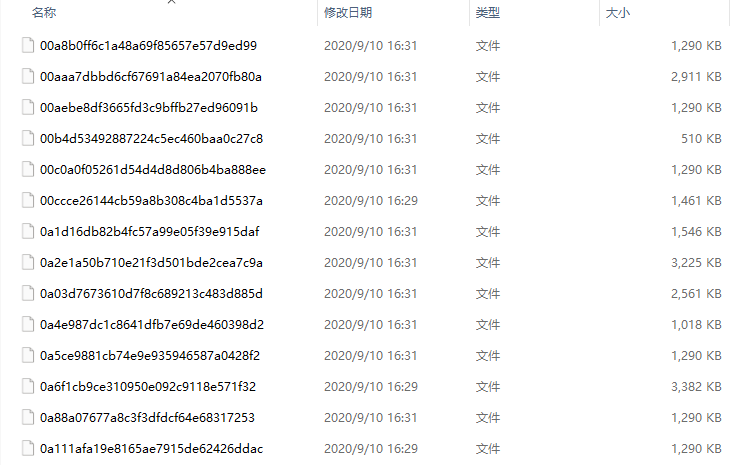 名称 修改日期 类型 大小
00a8b0ff6c1a48a69f85657e57d9ed99 2020/9/10 16:31 文件 1,290 KB
00aaa7dbbd6cf67691a84ea2070fb80a 2020/9/10 16:31 文件 2,911 KB
00aebe8df3665fd3c9bffb27ed96091b 2020/9/10 16:31 文件 1,290 KB
00b4d53492887224c5ec460baa0c27c8 2020/9/10 16:31 文件 510 KB
00c0a0f05261d54d4d8d806b4ba888ee 2020/9/10 16:31 文件 1,290 KB
00ccce26144cb59a8b308c4ba1d5537a 2020/9/10 16:29 文件 1,461 KB
0a1d16db82b4fc57a99e05f39e915daf 2020/9/10 16:31 文件 1,546 KB
0a2e1a50b710e21f3d501bde2cea7c9a 2020/9/10 16:31 文件 3,225 KB
0a03d7673610d7f8c689213c483d885d 2020/9/10 16:31 文件 2,561 KB
0a4e987dc1c8641dfb7e69de460398d2 2020/9/10 16:31 文件 1,018 KB
0a5ce9881cb74e9e935946587a0428f2 2020/9/10 16:31 文件 1,290 KB
0a6f1cb9ce310950e092c9118e571f32 2020/9/10 16:29 文件 3,382 KB
0a88a07677a8c3f3dfdcf64e68317253 2020/9/10 16:31 文件 1,290 KB
0a111afa19e8165ae7915de62426ddac 2020/9/10 16:29 文件 1,290 KB